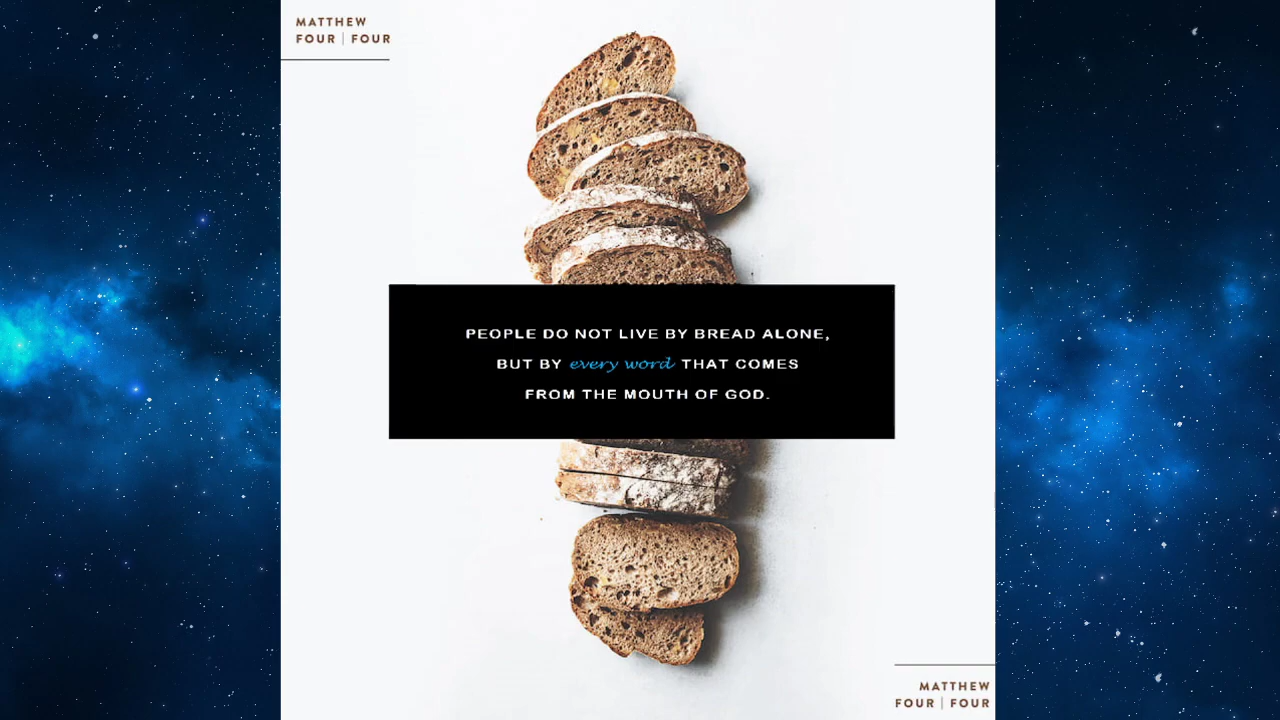 MATTHEW
FOUR | FOUR
PEOPLE DO NOT LIVE BY BREAD ALONE,
BUT BY every word THAT COMES
FROM THE MOUTH OF GOD.
MATTHEW
FOUR | FOUR